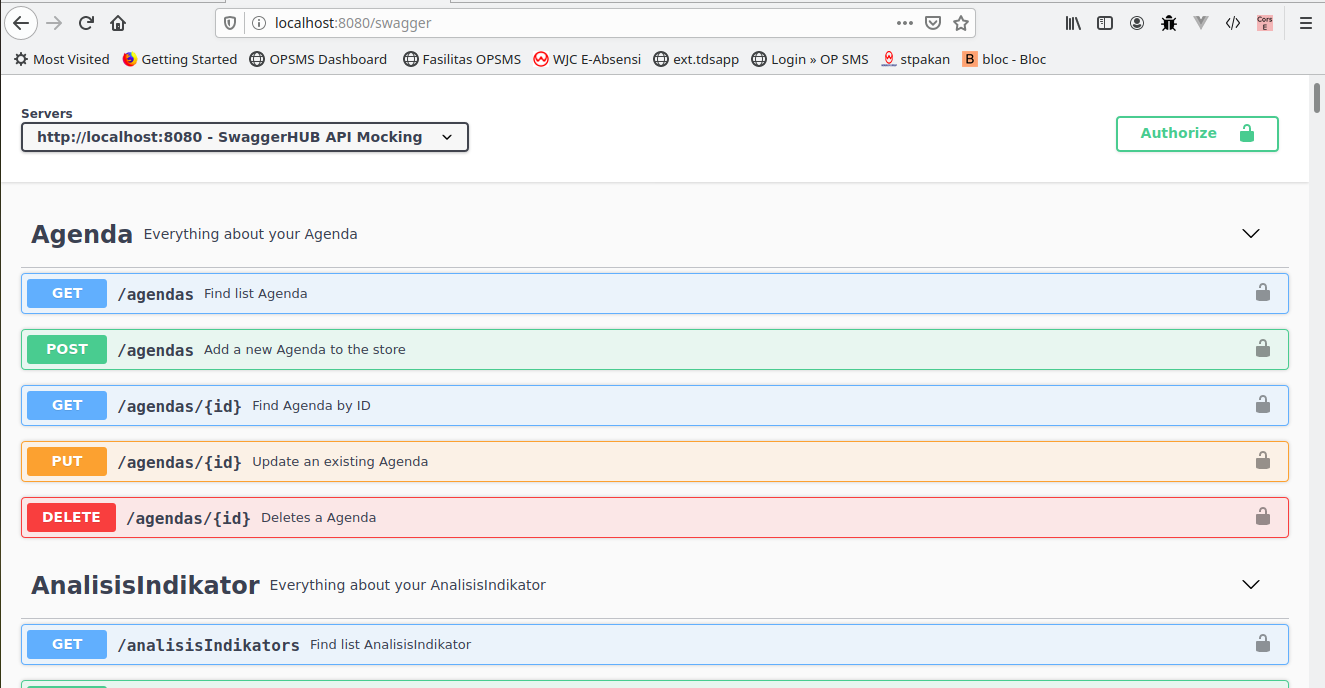 localhost:8080/swagger
Cors E
Most Visited Getting Started OPSMS Dashboard Fasilitas OPSMS WJC E-Absensi ext.tdsapp Login » OP SMS stpakan B bloc - Bloc
Servers
http://localhost:8080 - SwaggerHUB API Mocking
Authorize
Agenda Everything about your Agenda
GET /agendas Find list Agenda
POST /agendas Add a new Agenda to the store
GET /agendas/{id} Find Agenda by ID
PUT /agendas/{id} Update an existing Agenda
DELETE /agendas/{id} Deletes a Agenda
AnalisisIndikator Everything about your AnalisisIndikator
GET /analisisIndikators Find list AnalisisIndikator